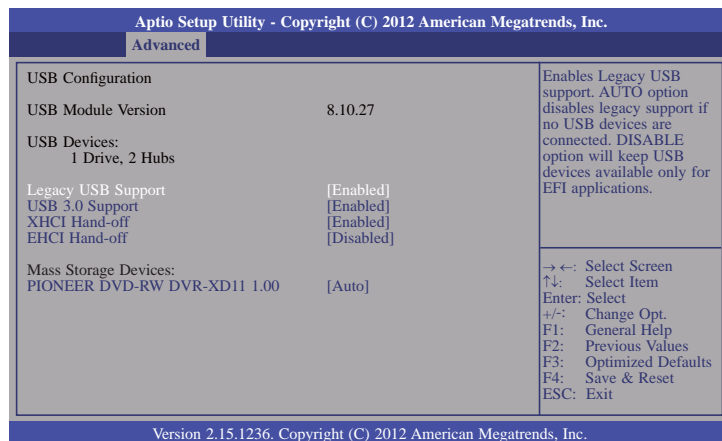 Aptio Setup Utility - Copyright (C) 2012 American Megatrends, Inc.
Advanced
USB Configuration
USB Module Version 8.10.27
USB Devices:
1 Drive, 2 Hubs
Legacy USB Support [Enabled]
USB 3.0 Support [Enabled]
XHCI Hand-off [Enabled]
EHCI Hand-off [Disabled]
Mass Storage Devices:
PIONEER DVD-RW DVR-XD11 1.00 [Auto]
Enables Legacy USB
support. AUTO option
disables legacy support if
no USB devices are
connected. DISABLE
option will keep USB
devices available only for
EFI applications.
→ ←: Select Screen
↑↓: Select Item
Enter: Select
+/-: Change Opt.
F1: General Help
F2: Previous Values
F3: Optimized Defaults
F4: Save & Reset
ESC: Exit
Version 2.15.1236. Copyright (C) 2012 American Megatrends, Inc.